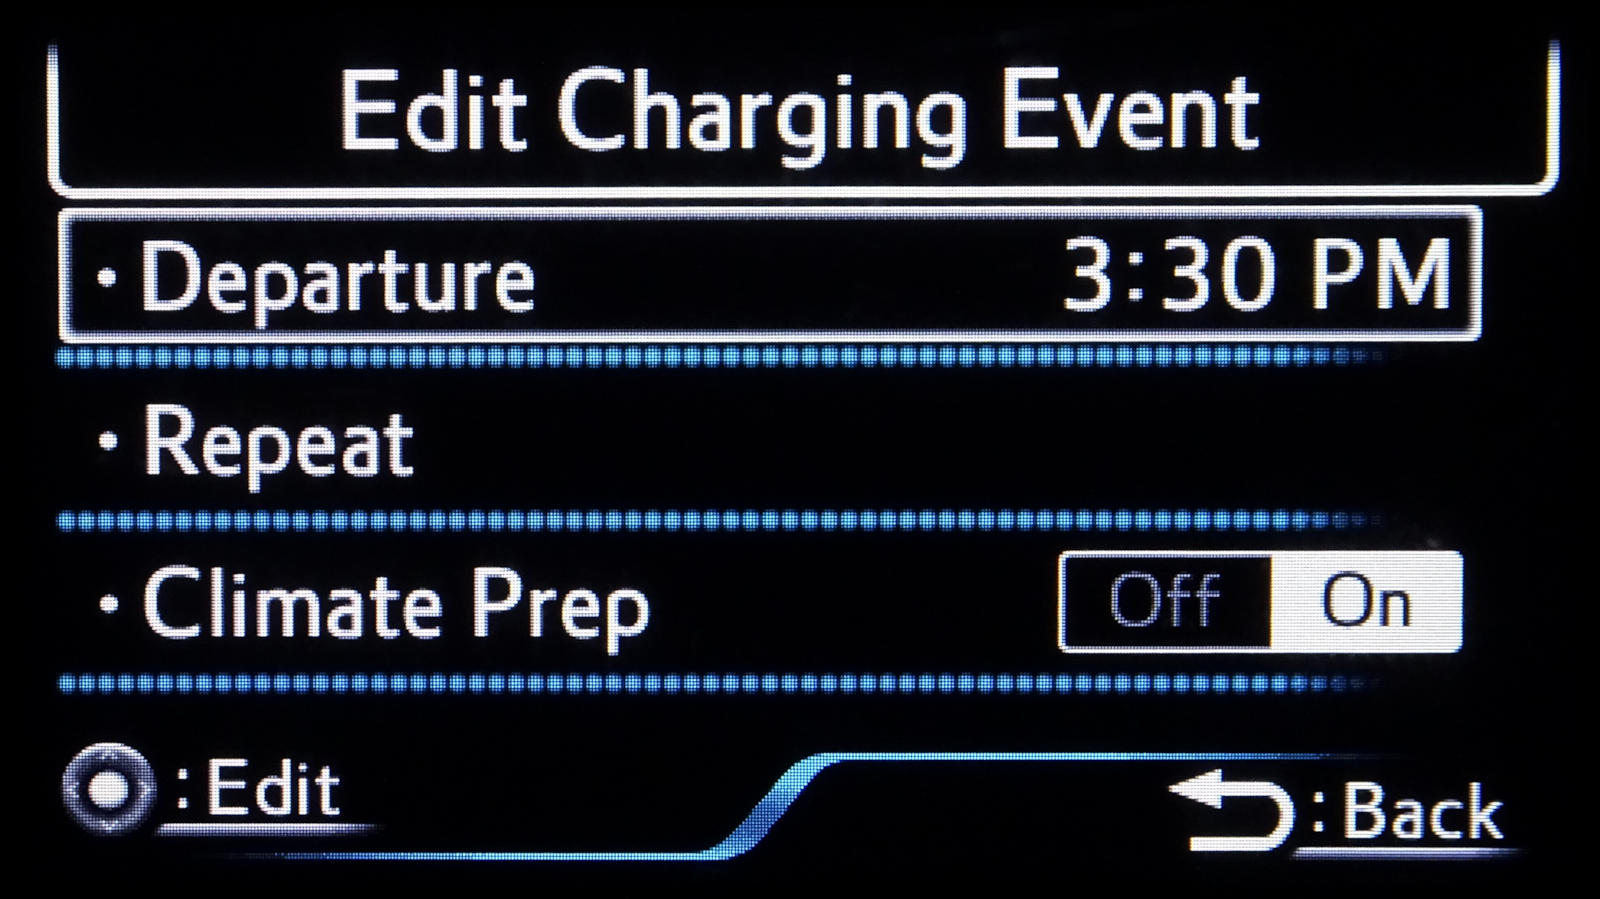 Edit Charging Event
• Departure 3:30 PM
• Repeat
• Climate Prep Off On
: Edit
: Back